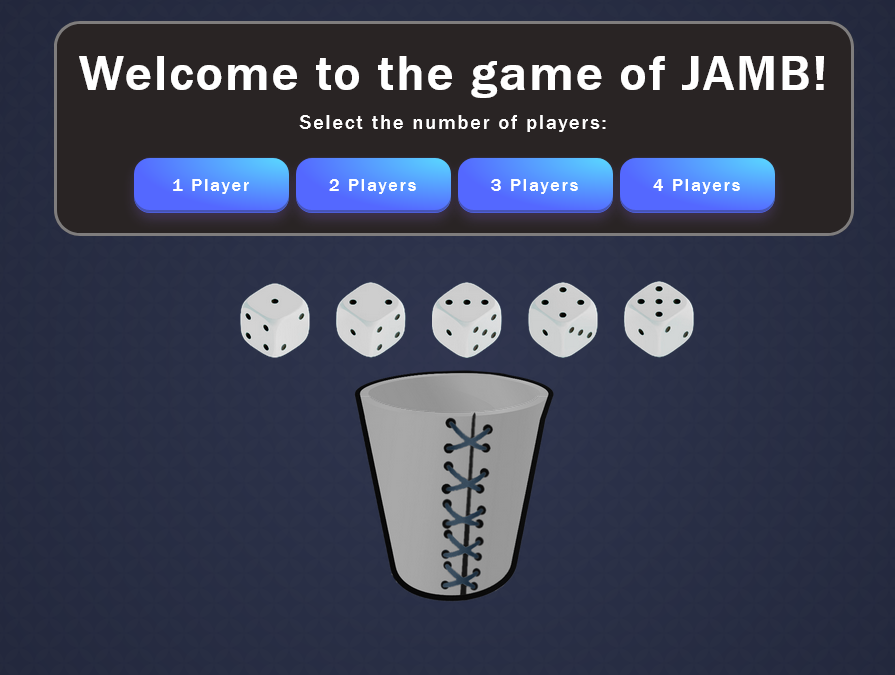 Welcome to the game of JAMB!
Select the number of players:
1 Player
2 Players
3 Players
4 Players